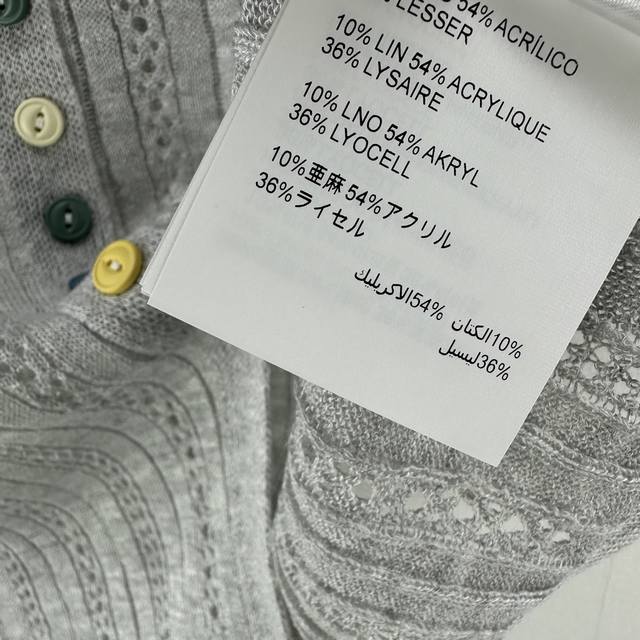 54% ACRÍLICO
LESSER
10% LIN 54% ACRYLIQUE
36% LYSAIRE
10% LNO 54% AKRYL
36% LYOCELL
10%亜麻 54%アクリル
36%ライセル
10%الكتان 54%الاكريليك
36%ليسيل